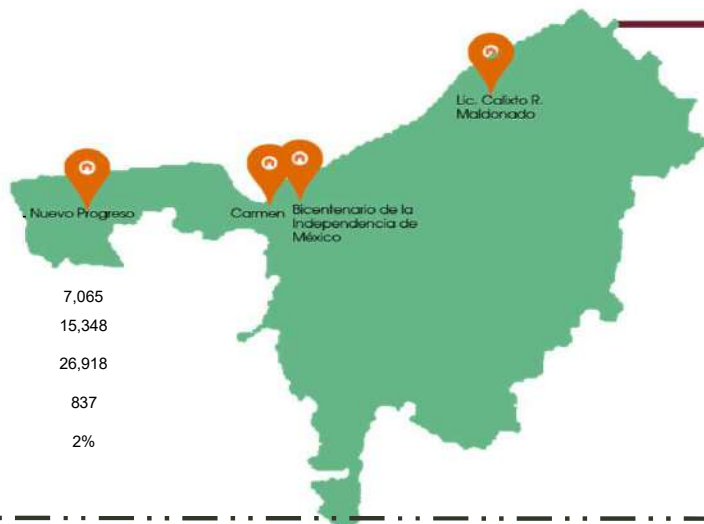 Lic. Calixto R.
Maldonado
. Nuevo Progreso
Carmen
Bicentenario de la
Independencia de
México
7,065
15,348
26,918
837
2%